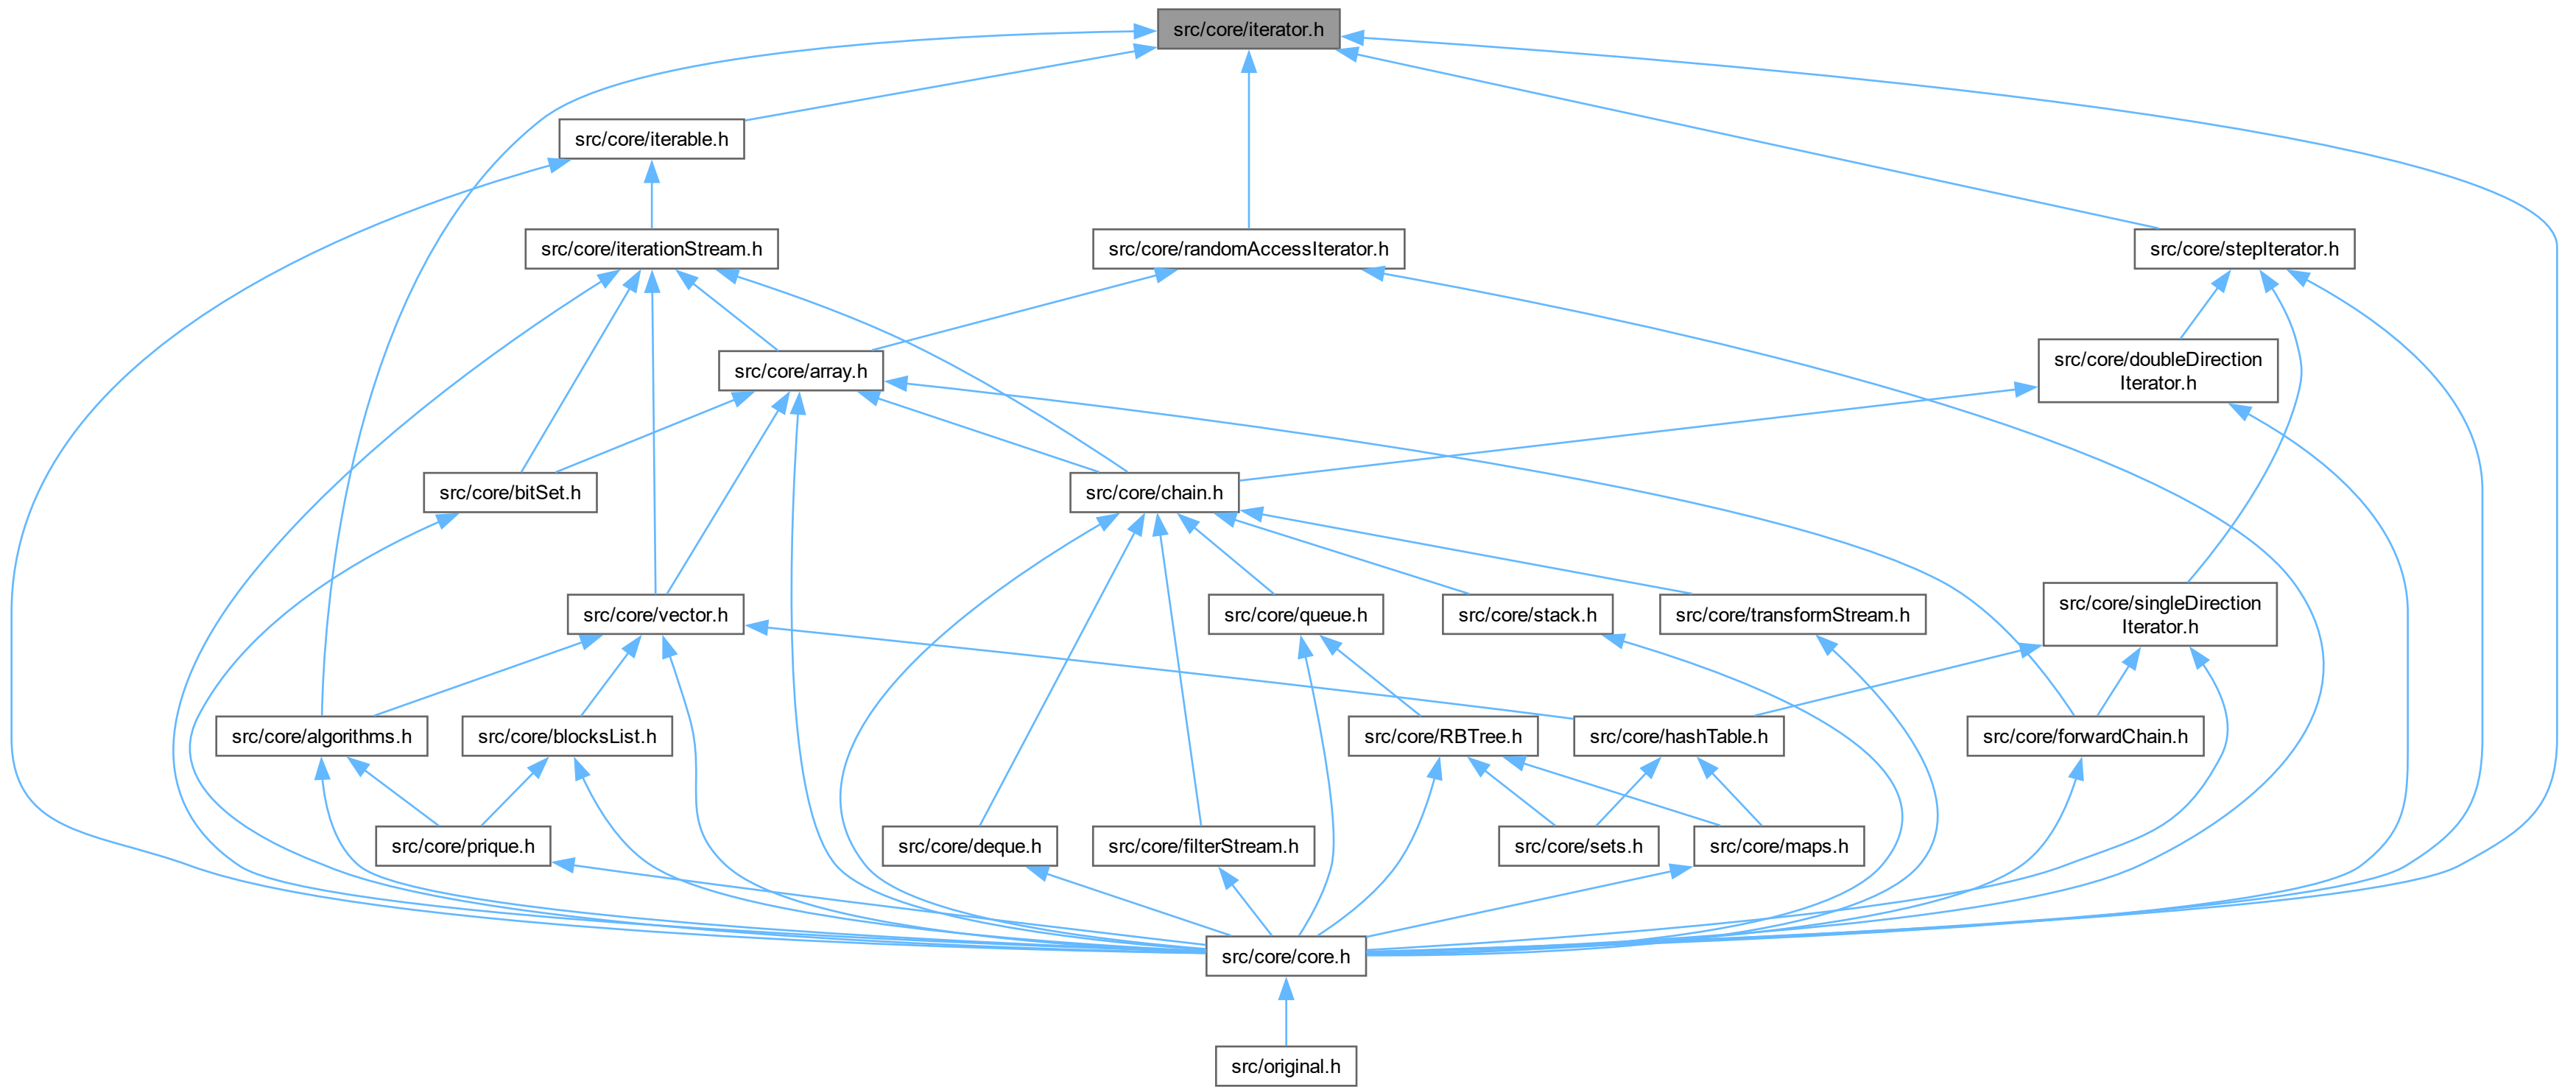 src/core/iterator.h
src/core/iterable.h
src/core/iterationStream.h
src/core/randomAccessIterator.h
src/core/stepIterator.h
src/core/array.h
src/core/doubleDirection
Iterator.h
src/core/bitSet.h
src/core/chain.h
src/core/vector.h
src/core/queue.h
src/core/stack.h
src/core/transformStream.h
src/core/singleDirection
Iterator.h
src/core/algorithms.h
src/core/blocksList.h
src/core/RBTree.h
src/core/hashTable.h
src/core/forwardChain.h
src/core/prique.h
src/core/deque.h
src/core/filterStream.h
src/core/sets.h
src/core/maps.h
src/core/core.h
src/original.h